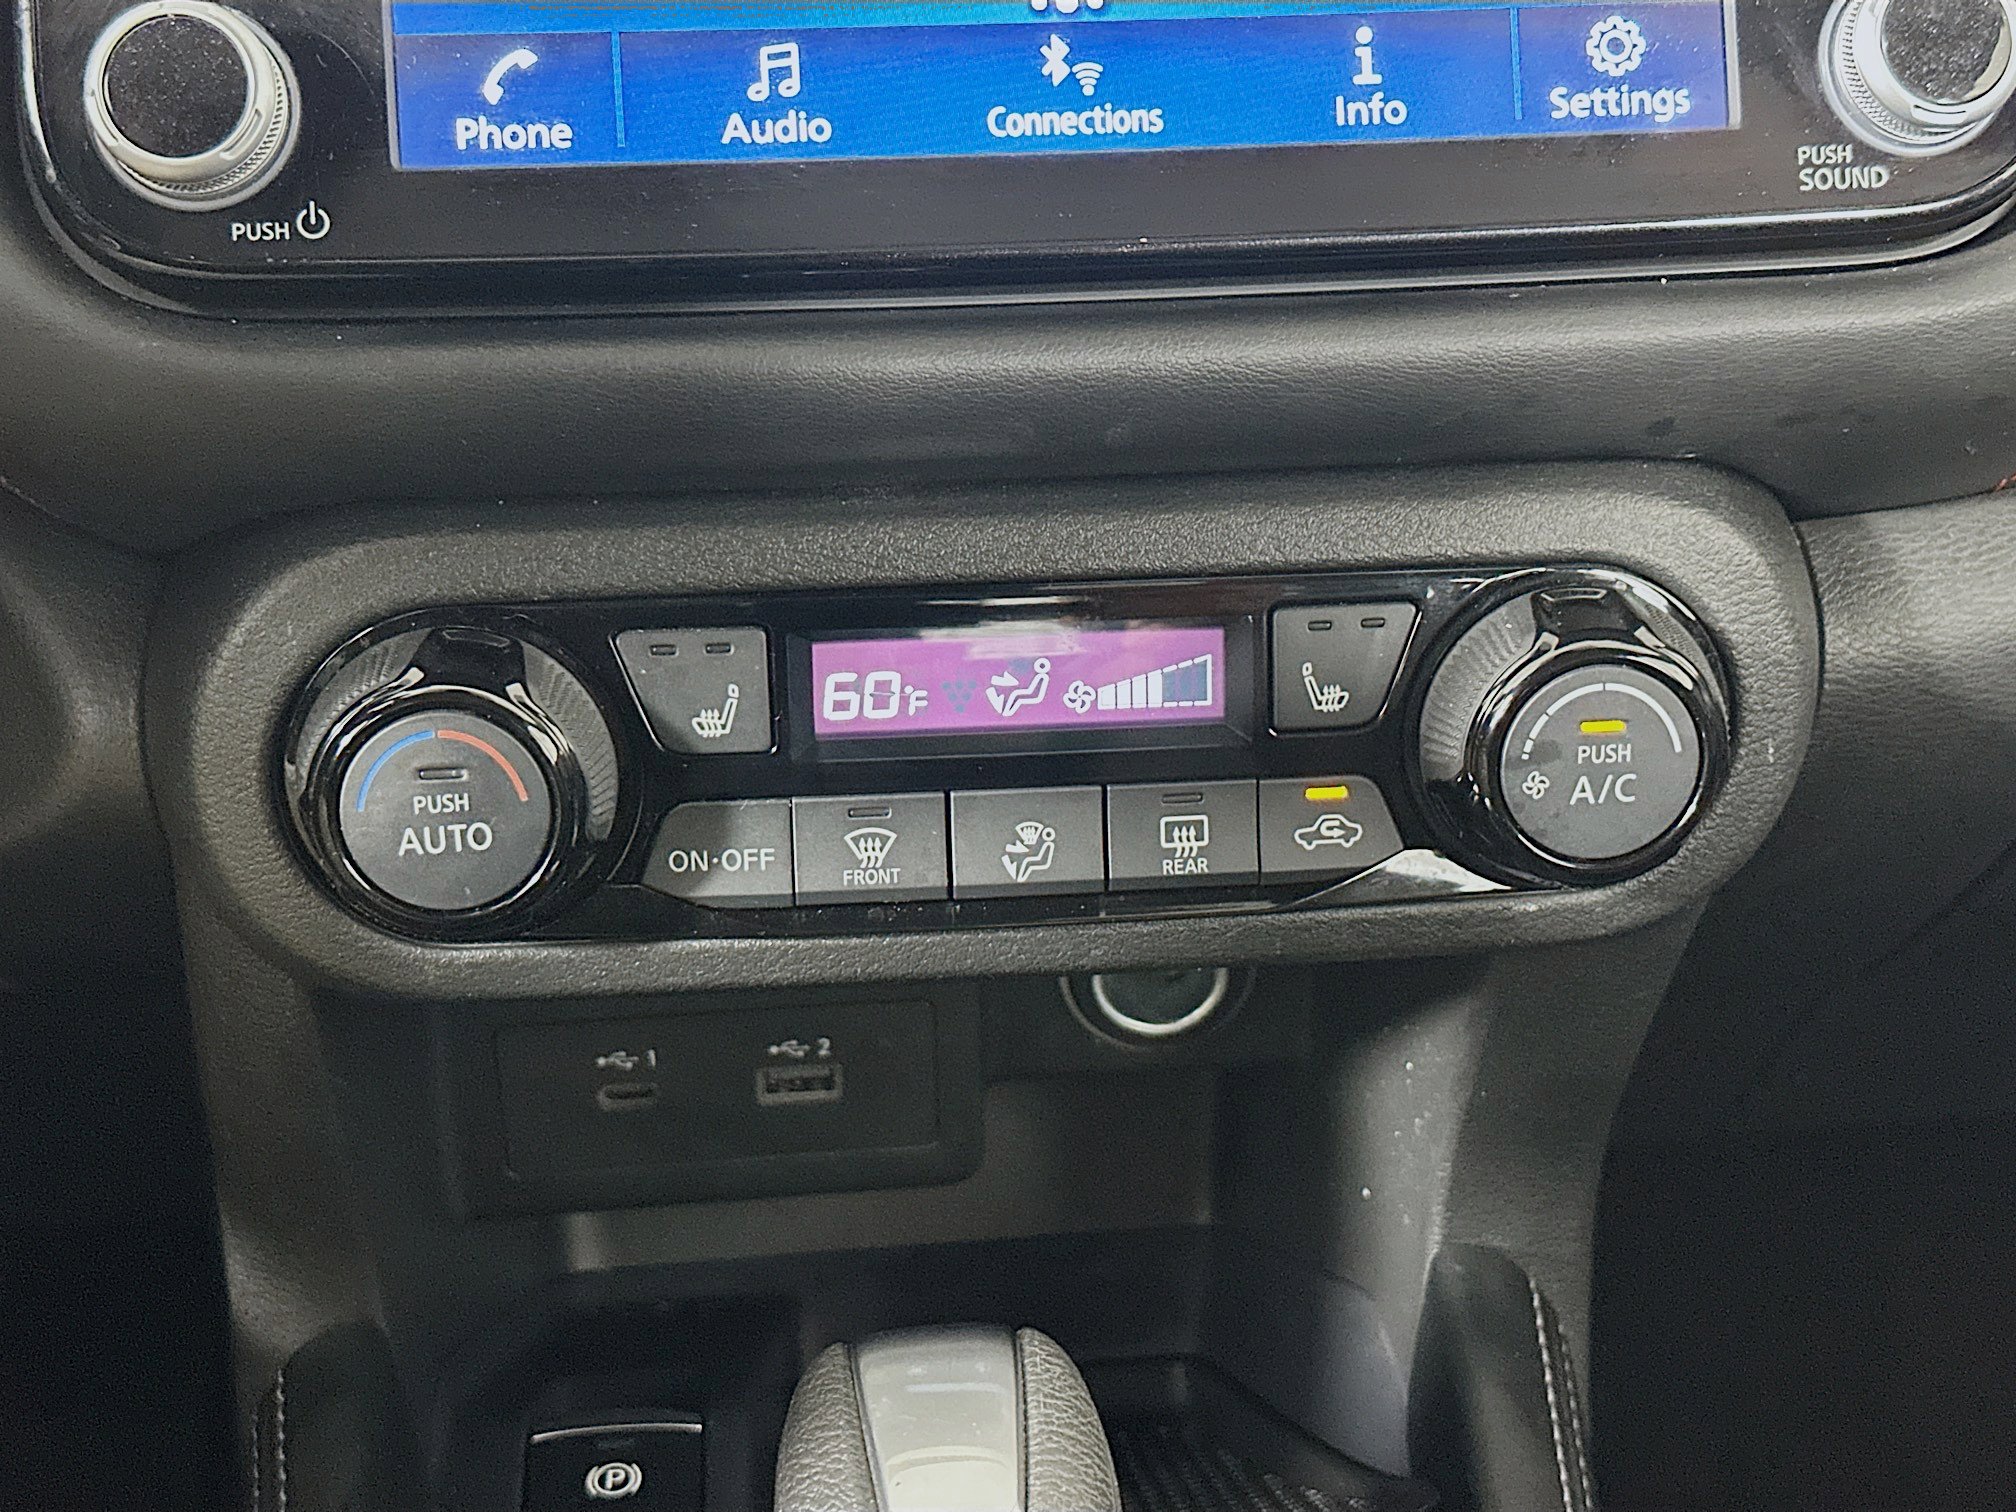 Phone
Audio
Connections
Info
Settings
PUSH
PUSH
SOUND
60°F
PUSH
AUTO
PUSH
A/C
ON·OFF
FRONT
REAR
1
2
P